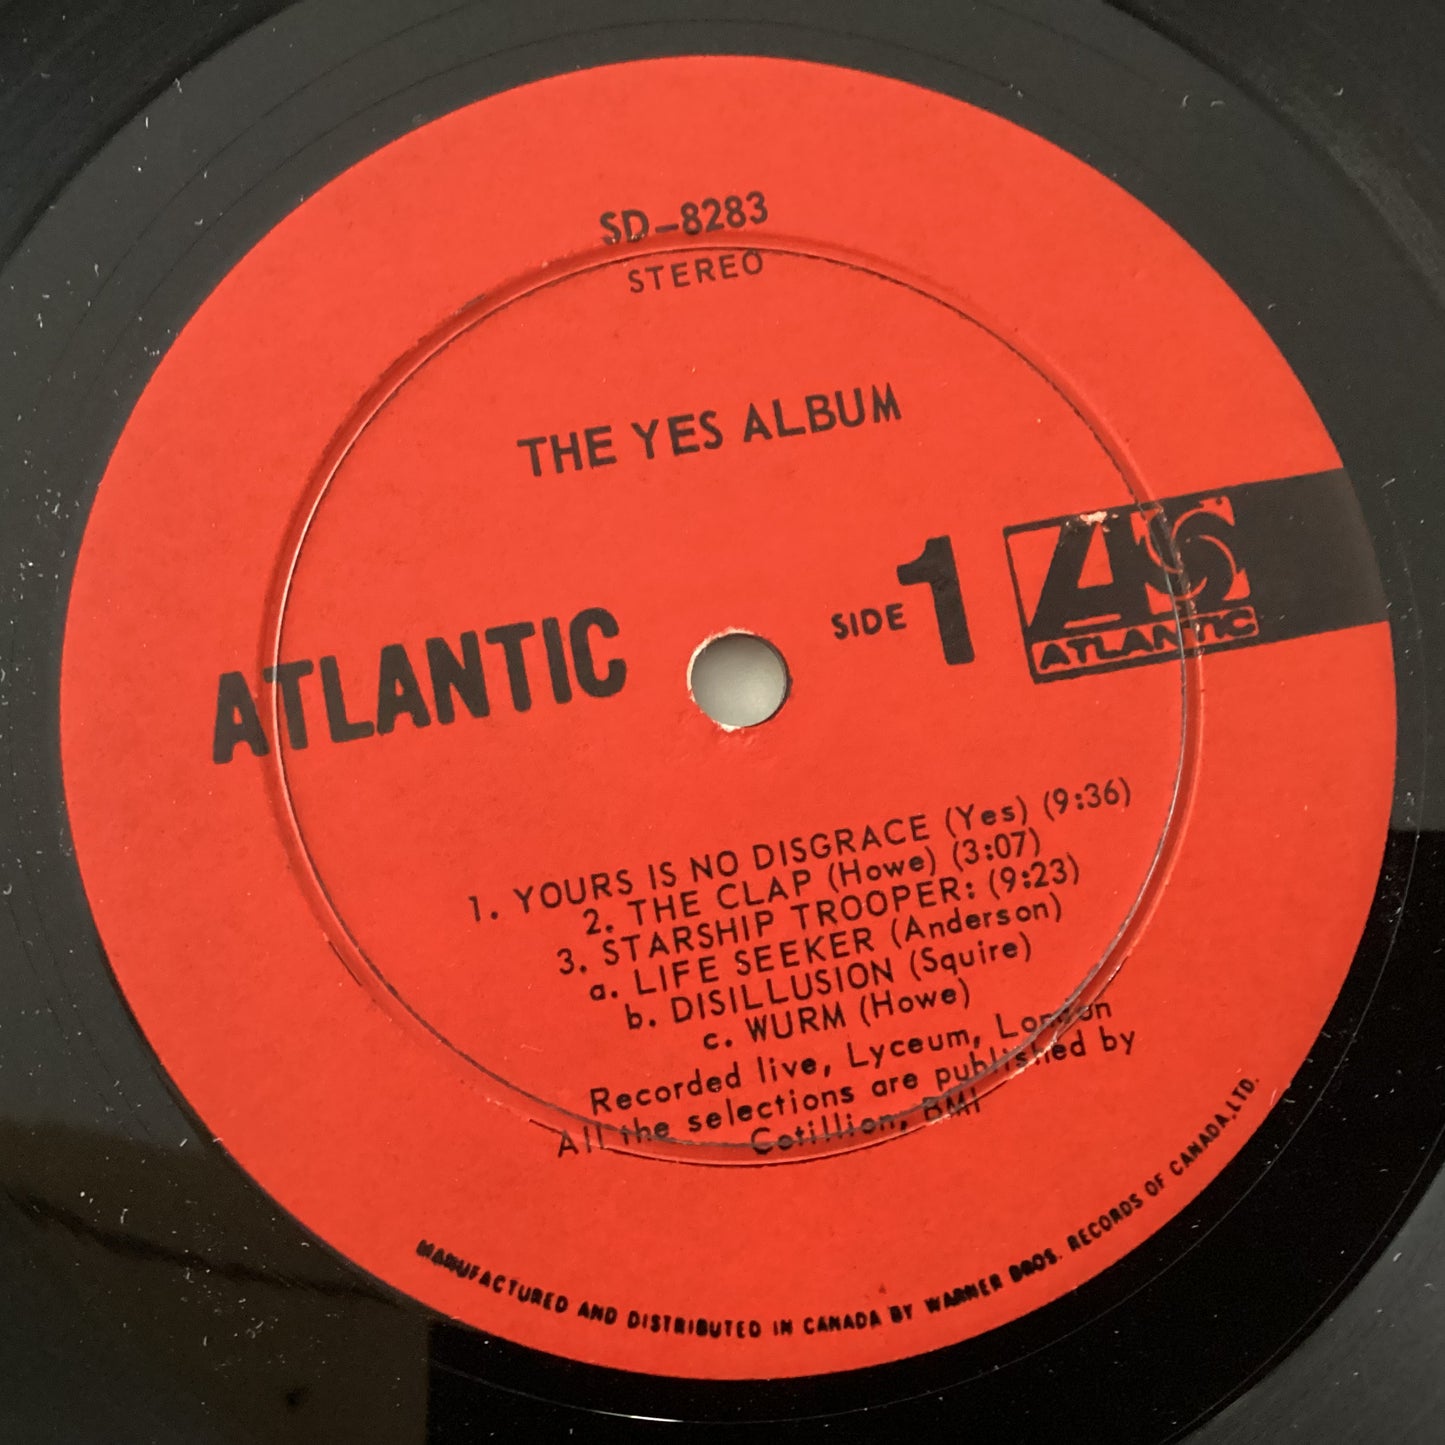 SD-8283
STEREO
THE YES ALBUM
ATLANTIC
SIDE 1
ATLANTIC
1. YOURS IS NO DISGRACE (Yes) (9:36)
2. THE CLAP (Howe) (3:07)
3. STARSHIP TROOPER: (9:23)
a. LIFE SEEKER (Anderson)
b. DISILLUSION (Squire)
c. WURM (Howe)
Recorded live, Lyceum, London
All the selections are published by
Cotillion, BMI
MANUFACTURED AND DISTRIBUTED IN CANADA BY WARNER BROS. RECORDS OF CANADA, LTD.